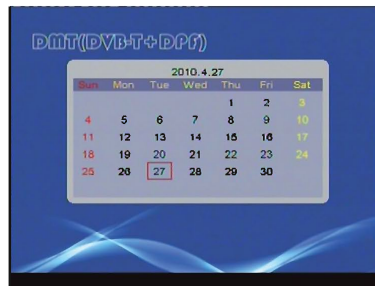 DMT(DVB-T+DPF)
2010.4.27
Sun Mon Tue Wed Thu Fri Sat
1 2 3
4 5 6 7 8 9 10
11 12 13 14 15 16 17
18 19 20 21 22 23 24
25 26 27 28 29 30